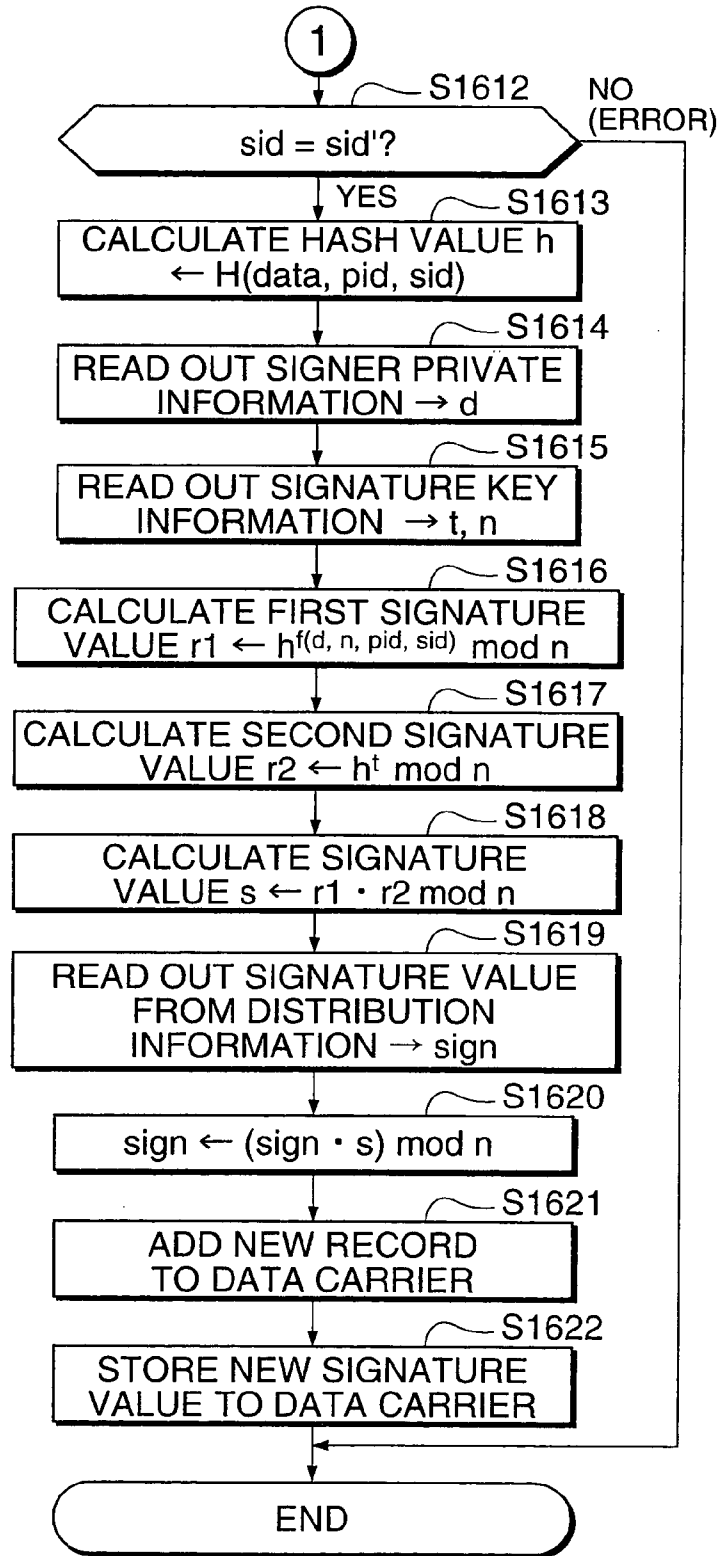 1
S1612
NO
(ERROR)
sid = sid'?
YES
S1613
CALCULATE HASH VALUE h
← H(data, pid, sid)
S1614
READ OUT SIGNER PRIVATE
INFORMATION → d
S1615
READ OUT SIGNATURE KEY
INFORMATION → t, n
S1616
CALCULATE FIRST SIGNATURE
VALUE r1 ← h^f(d, n, pid, sid) mod n
S1617
CALCULATE SECOND SIGNATURE
VALUE r2 ← h^t mod n
S1618
CALCULATE SIGNATURE
VALUE s ← r1 · r2 mod n
S1619
READ OUT SIGNATURE VALUE
FROM DISTRIBUTION
INFORMATION → sign
S1620
sign ← (sign · s) mod n
S1621
ADD NEW RECORD
TO DATA CARRIER
S1622
STORE NEW SIGNATURE
VALUE TO DATA CARRIER
END